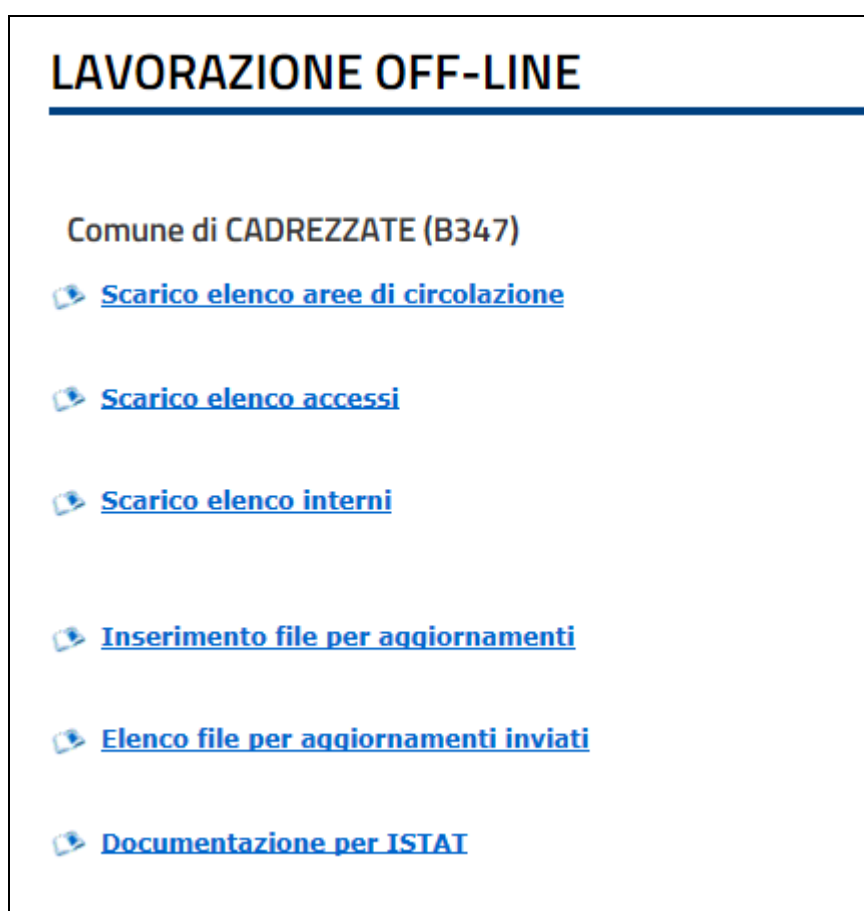 LAVORAZIONE OFF-LINE
Comune di CADREZZATE (B347)
Scarico elenco aree di circolazione
Scarico elenco accessi
Scarico elenco interni
Inserimento file per aggiornamenti
Elenco file per aggiornamenti inviati
Documentazione per ISTAT